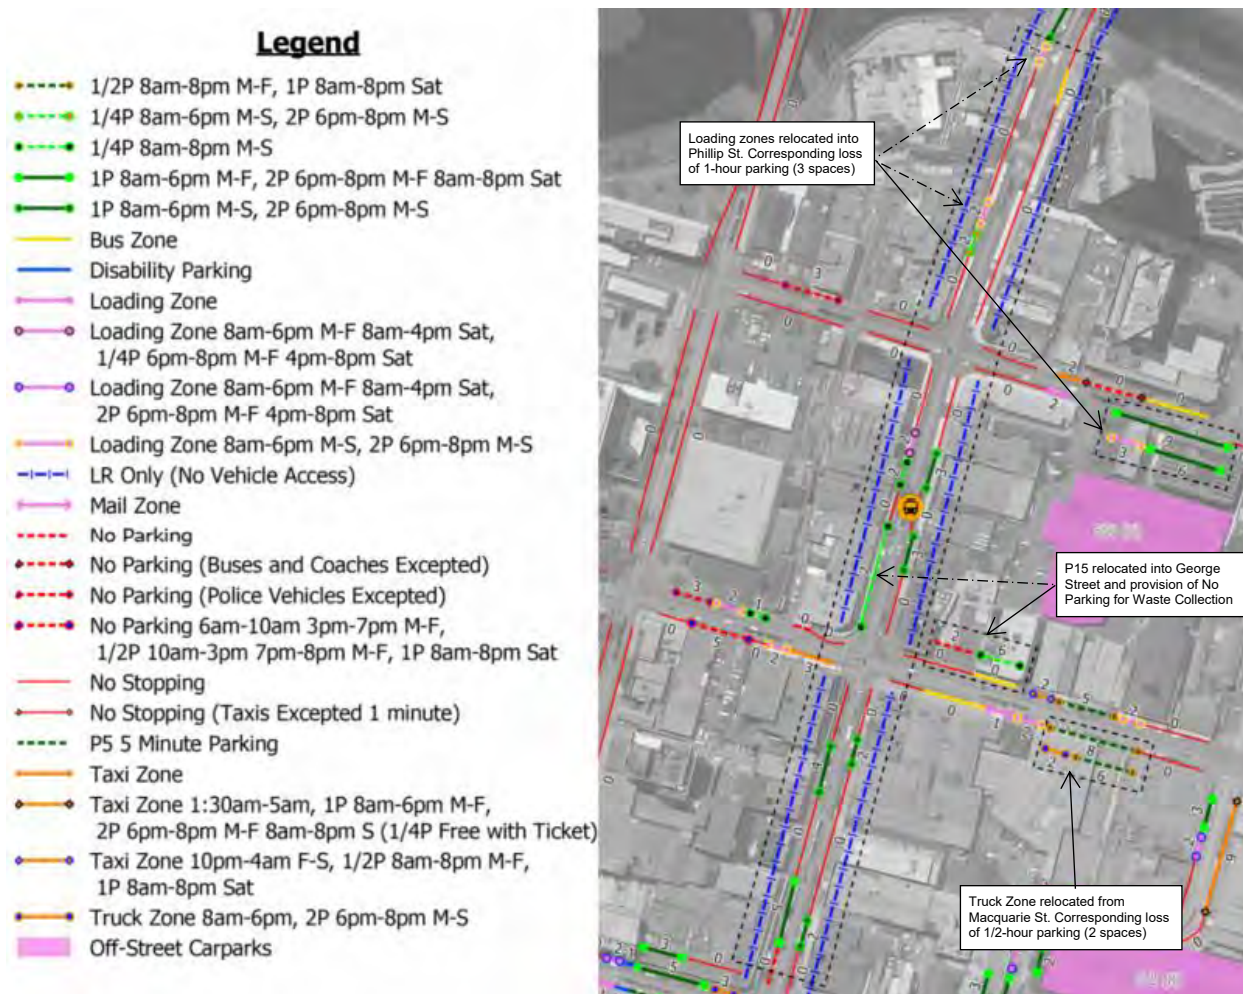 Legend
1/2P 8am-8pm M-F, 1P 8am-8pm Sat
1/4P 8am-6pm M-S, 2P 6pm-8pm M-S
1/4P 8am-8pm M-S
1P 8am-6pm M-F, 2P 6pm-8pm M-F 8am-8pm Sat
1P 8am-6pm M-S, 2P 6pm-8pm M-S
Bus Zone
Disability Parking
Loading Zone
Loading Zone 8am-6pm M-F 8am-4pm Sat,
1/4P 6pm-8pm M-F 4pm-8pm Sat
Loading Zone 8am-6pm M-F 8am-4pm Sat,
2P 6pm-8pm M-F 4pm-8pm Sat
Loading Zone 8am-6pm M-S, 2P 6pm-8pm M-S
LR Only (No Vehicle Access)
Mail Zone
No Parking
No Parking (Buses and Coaches Excepted)
No Parking (Police Vehicles Excepted)
No Parking 6am-10am 3pm-7pm M-F,
1/2P 10am-3pm 7pm-8pm M-F, 1P 8am-8pm Sat
No Stopping
No Stopping (Taxis Excepted 1 minute)
P5 5 Minute Parking
Taxi Zone
Taxi Zone 1:30am-5am, 1P 8am-6pm M-F,
2P 6pm-8pm M-F 8am-8pm S (1/4P Free with Ticket)
Taxi Zone 10pm-4am F-S, 1/2P 8am-8pm M-F,
1P 8am-8pm Sat
Truck Zone 8am-6pm, 2P 6pm-8pm M-S
Off-Street Carparks
Loading zones relocated into
Phillip St. Corresponding loss
of 1-hour parking (3 spaces)
P15 relocated into George
Street and provision of No
Parking for Waste Collection
Truck Zone relocated from
Macquarie St. Corresponding loss
of 1/2-hour parking (2 spaces)